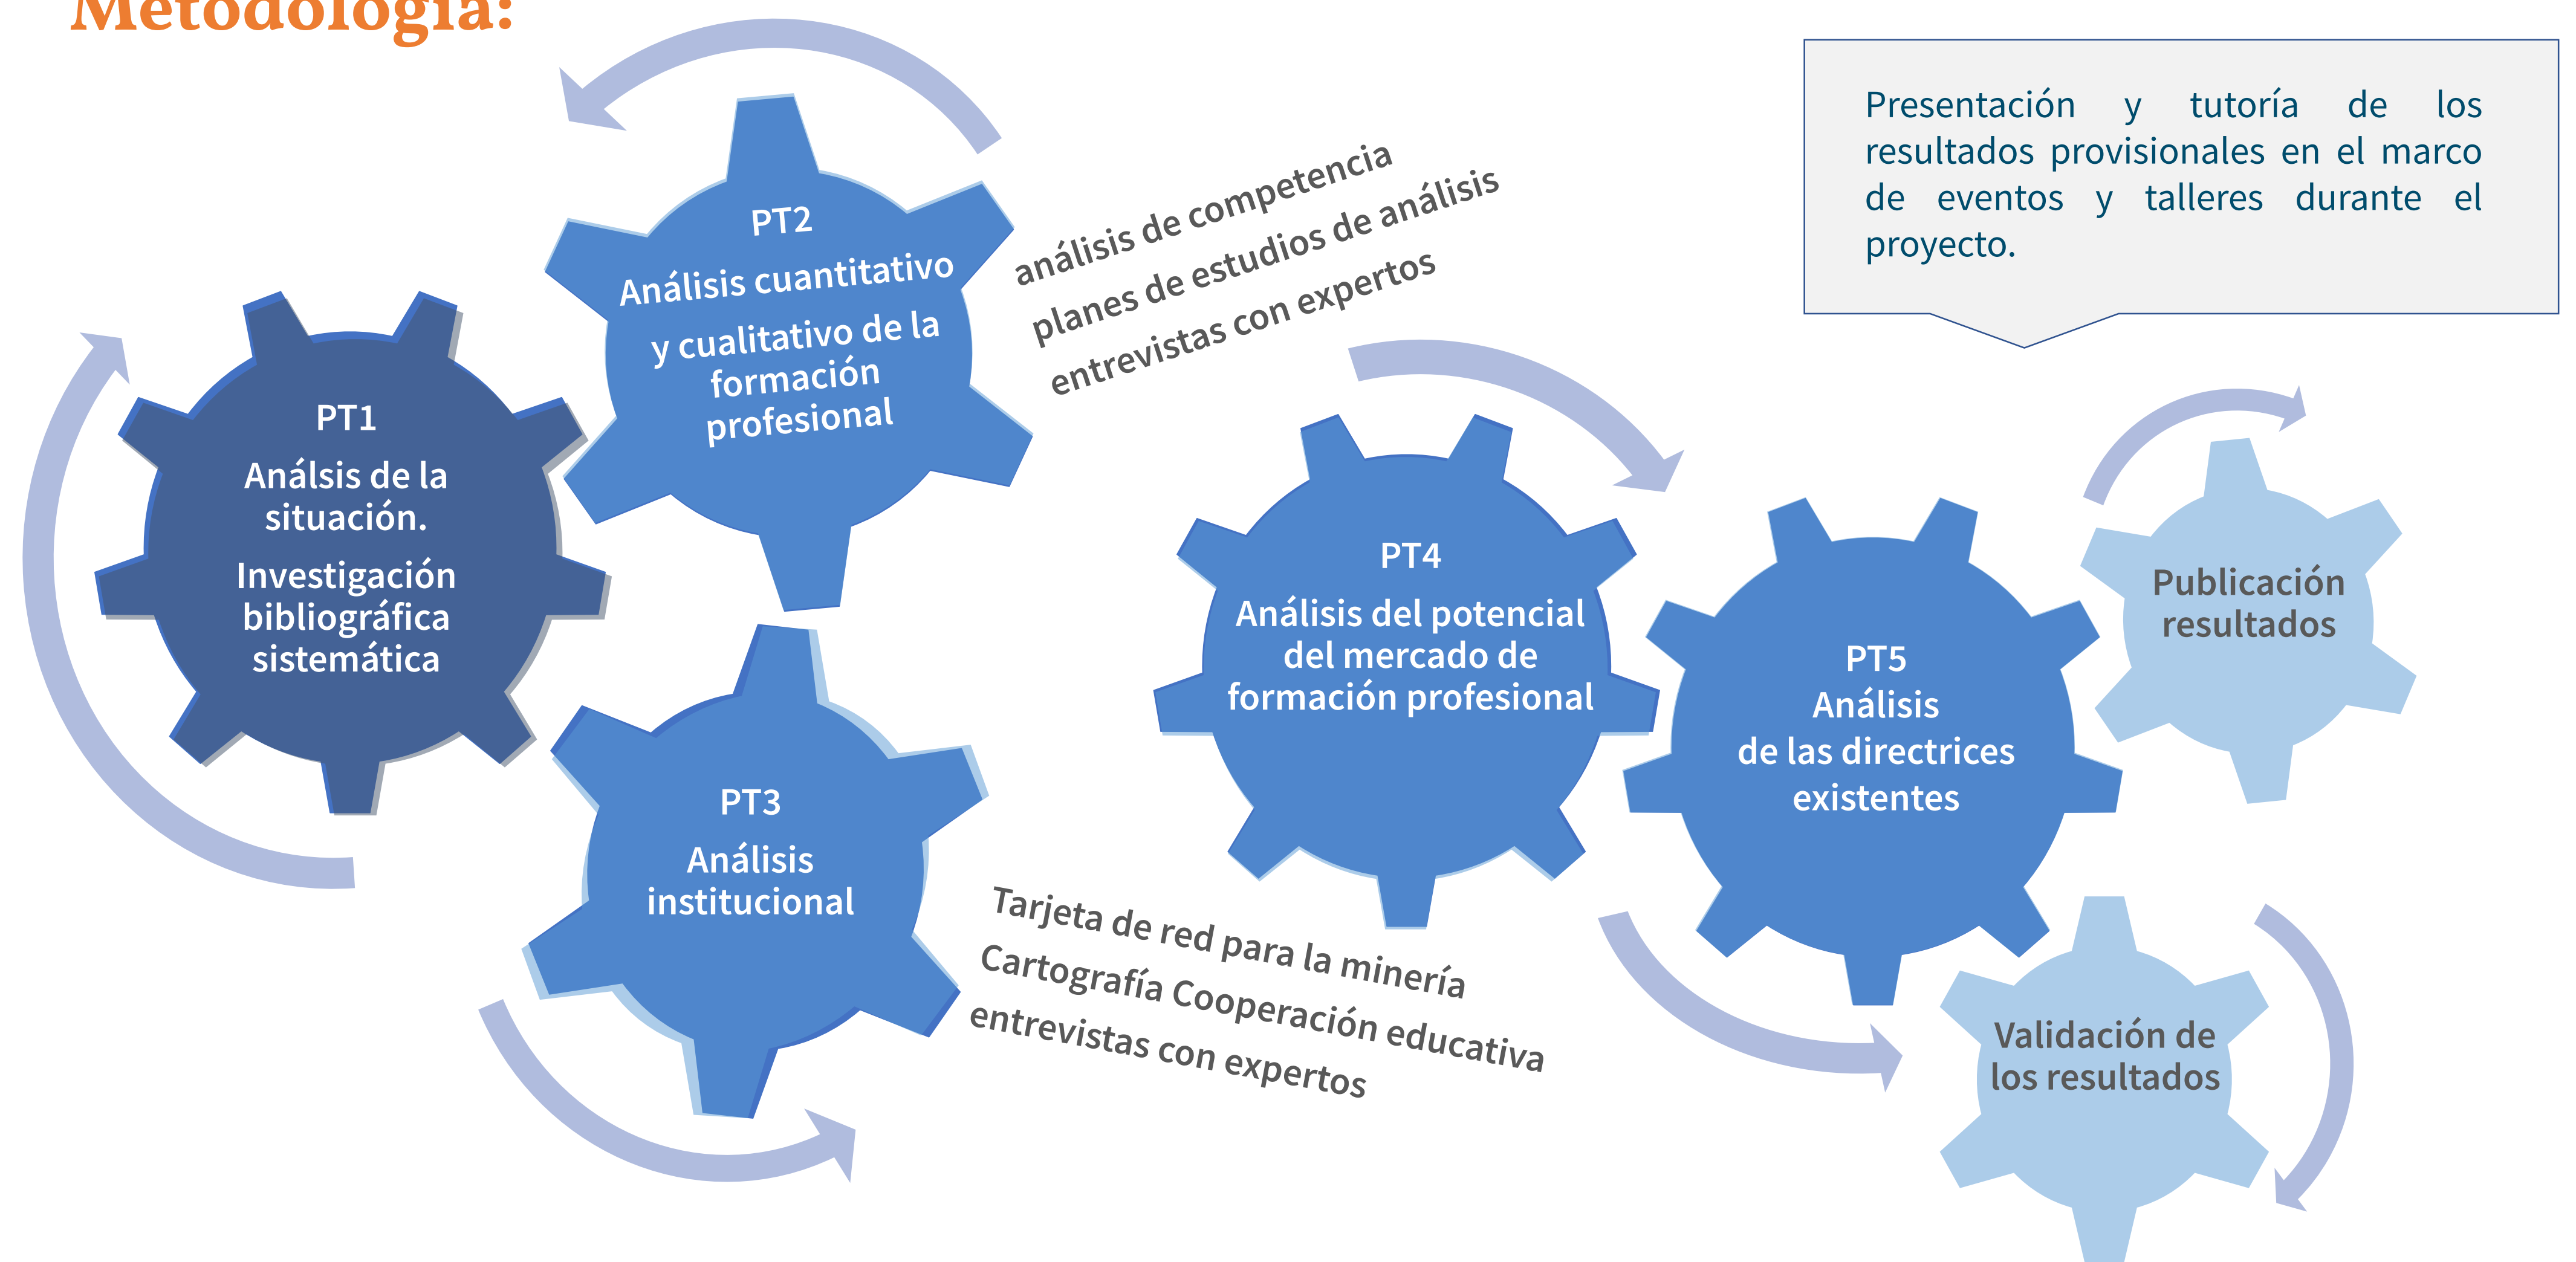 Metodología:
PT1
Análsis de la
situación.
Investigación
bibliográfica
sistemática
PT2
Análisis cuantitativo
y cualitativo de la
formación
profesional
análisis de competencia
planes de estudios de análisis
entrevistas con expertos
PT3
Análisis
institucional
Tarjeta de red para la minería
Cartografía Cooperación educativa
entrevistas con expertos
PT4
Análisis del potencial
del mercado de
formación profesional
PT5
Análisis
de las directrices
existentes
Presentación y tutoría de los
resultados provisionales en el marco
de eventos y talleres durante el
proyecto.
Publicación
resultados
Validación de
los resultados